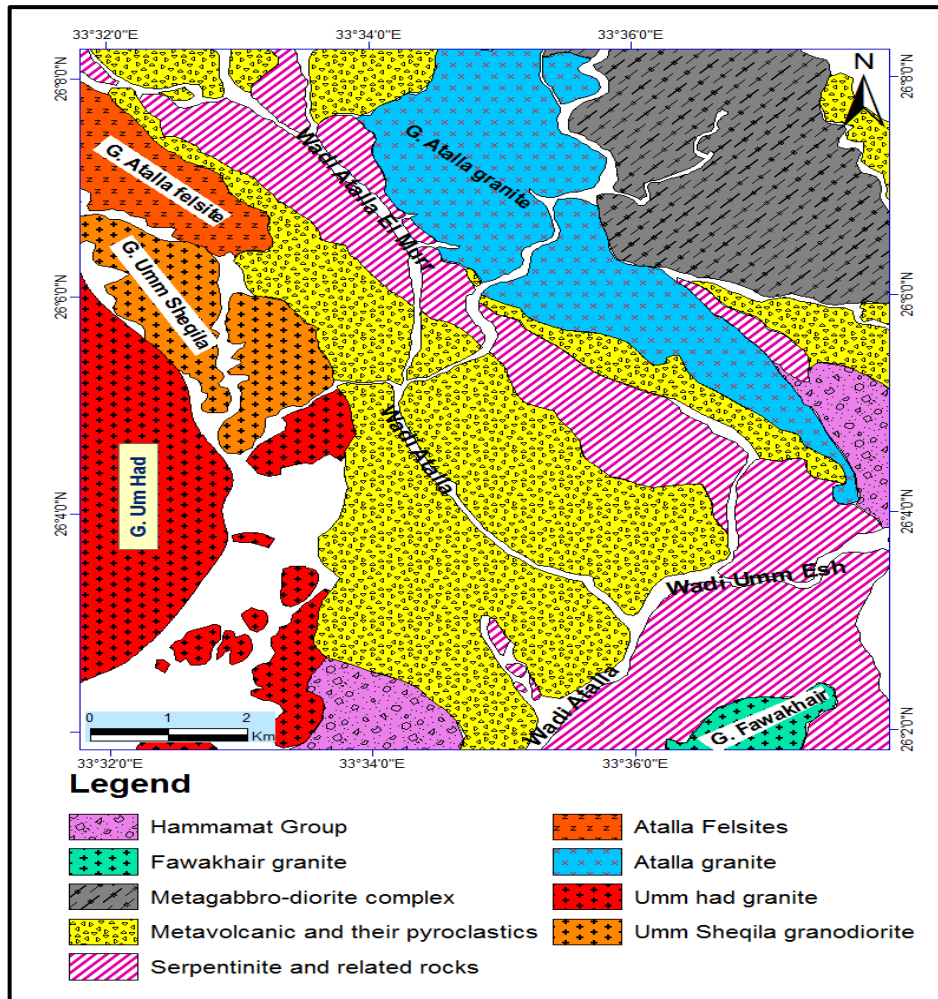 33°32'0"E
33°34'0"E
33°36'0"E
26°8'0"N
26°8'0"N
N
G. Atalla felsite
Wadi Atalla El Morr
G. Atalla granite
G. Umm Sheqila
26°6'0"N
26°6'0"N
Wadi Atalla
G. Um Had
26°4'0"N
26°4'0"N
Wadi Umm Esh
Wadi Atalla
G. Fawakhair
26°2'0"N
0 1 2
Km
33°32'0"E
33°34'0"E
33°36'0"E
Legend
Hammamat Group
Fawakhair granite
Metagabbro-diorite complex
Metavolcanic and their pyroclastics
Serpentinite and related rocks
Atalla Felsites
Atalla granite
Umm had granite
Umm Sheqila granodiorite